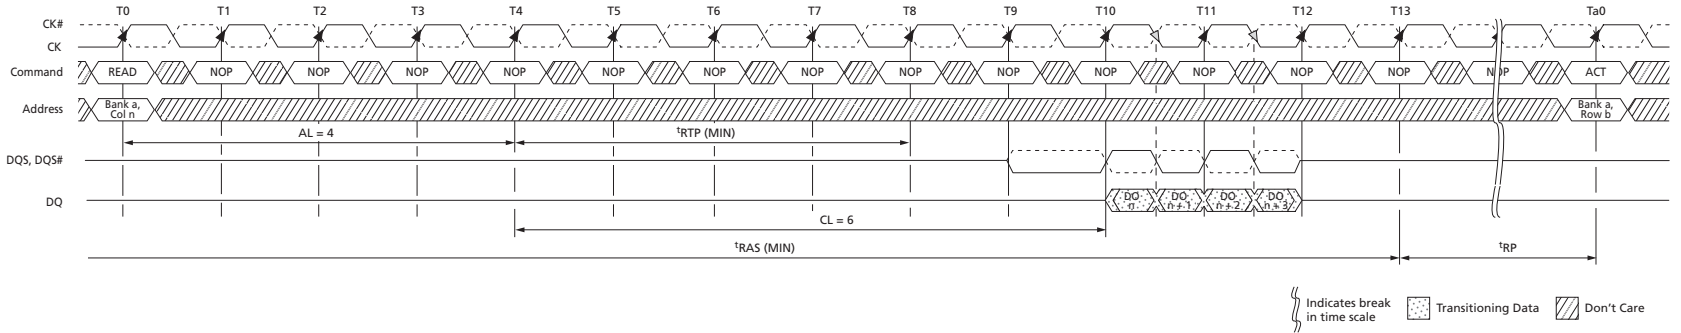 T0 T1 T2 T3 T4 T5 T6 T7 T8 T9 T10 T11 T12 T13 Ta0
CK#
CK
Command READ NOP NOP NOP NOP NOP NOP NOP NOP NOP NOP NOP NOP NOP NOP ACT
Address Bank a, Col n Bank a, Row b
AL = 4 tRTP (MIN)
DQS, DQS#
DQ DO n DO n + 1 DO n + 2 DO n + 3
CL = 6
tRAS (MIN) tRP
Indicates break in time scale Transitioning Data Don't Care